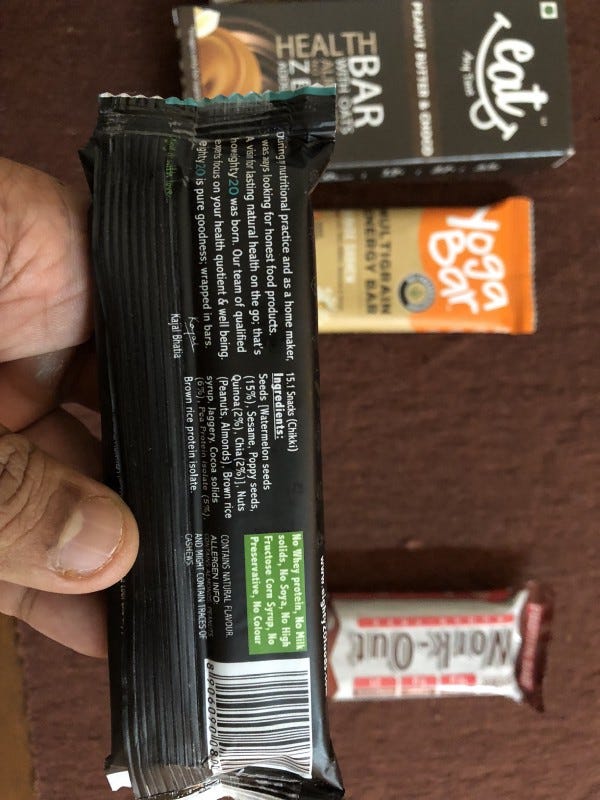 During nutritional practice and as a home maker,
I was always looking for honest food products.
A visit for lasting natural health on the go; that's
how eighty20 was born. Our team of qualified
experts focus on your health quotient & well being.
eighty20 is pure goodness; wrapped in bars.
Kajal Bhatia
15.1 Snacks (Chikki)
Ingredients:
Seeds [Watermelon seeds
(15%), Sesame, Poppy seeds,
Quinoa(2%), Chia(2%)], Nuts
(Peanuts, Almonds), Brown rice
syrup, Jaggery, Cocoa solids
(6%), Pea Protein Isolate (5%),
Brown rice protein isolate.
No Whey protein, No Milk
solids, No Soya, No High
Fructose Corn Syrup, No
Preservative, No Colour
CONTAINS NATURAL FLAVOUR.
ALLERGEN INFO:
AND MIGHT CONTAIN TRACES OF
CASHEWS
eat
Any Time
PEANUT BUTTER & CHOCO
HEALTH
BAR
WITH OATS
yoga
Bar
MULTIGRAIN
ENERGY BAR
Work-Out